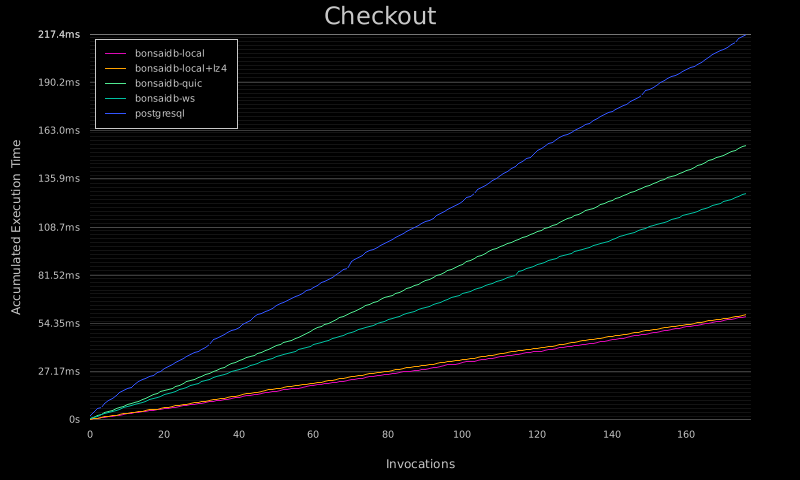 Checkout
217.4ms
190.2ms
163.0ms
135.9ms
108.7ms
81.52ms
54.35ms
27.17ms
0s
bonsaidb-local
bonsaidb-local+lz4
bonsaidb-quic
bonsaidb-ws
postgresql
Accumulated Execution Time
0 20 40 60 80 100 120 140 160
Invocations